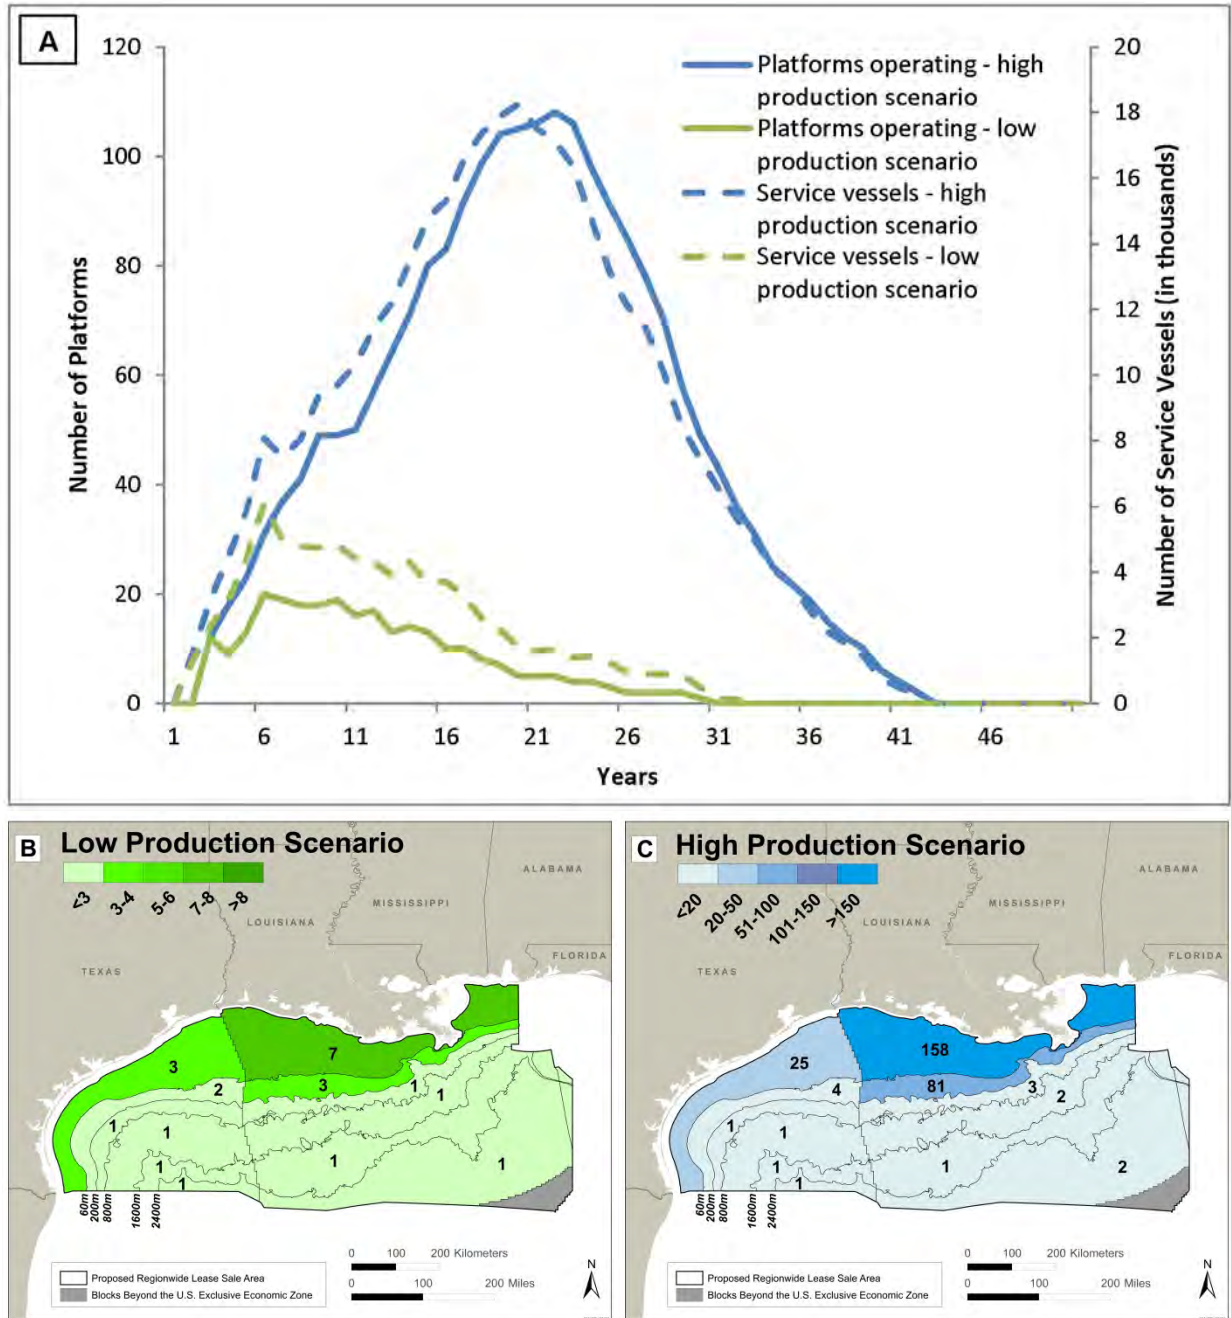 A
120
100
80
60
40
20
0
Number of Platforms
20
18
16
14
12
10
8
6
4
2
0
Number of Service Vessels (in thousands)
Platforms operating - high
production scenario
Platforms operating - low
production scenario
Service vessels - high
production scenario
Service vessels - low
production scenario
1 6 11 16 21 26 31 36 41 46
Years
B Low Production Scenario
<3 3-4 5-6 7-8 >8
ALABAMA
MISSISSIPPI
LOUISIANA
FLORIDA
TEXAS
7
3
3
2
1
1
1
1
1
1
1
1
60m 200m 800m 1600m 2400m
0 100 200 Kilometers
0 100 200 Miles
N
Proposed Regionwide Lease Sale Area
Blocks Beyond the U.S. Exclusive Economic Zone
C High Production Scenario
<20 20-50 51-100 101-150 >150
ALABAMA
MISSISSIPPI
LOUISIANA
FLORIDA
TEXAS
158
25
81
4
3
2
1
1
1
1
1
2
60m 200m 800m 1600m 2400m
0 100 200 Kilometers
0 100 200 Miles
N
Proposed Regionwide Lease Sale Area
Blocks Beyond the U.S. Exclusive Economic Zone